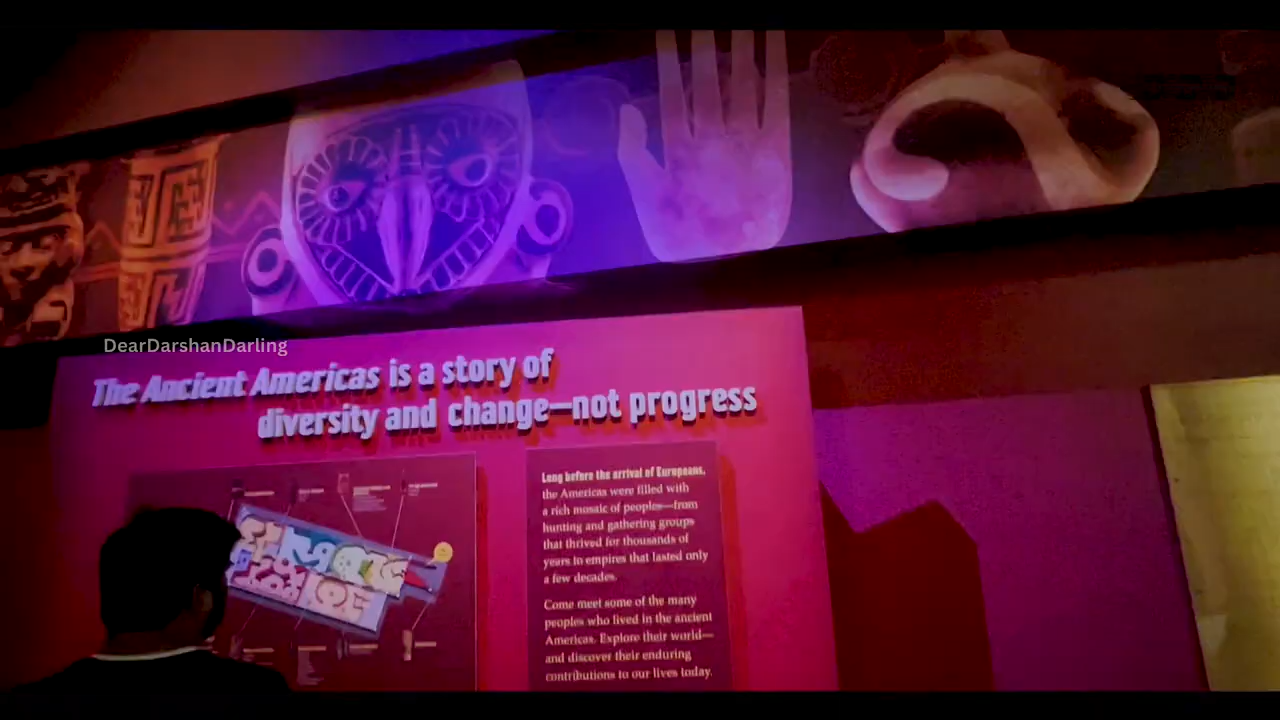 DearDarshanDarling
The Ancient Americas is a story of
diversity and change—not progress
Long before the arrival of Europeans,
the Americas were filled with
a rich mosaic of peoples—from
hunting and gathering groups
that thrived for thousands of
years to empires that lasted only
a few decades.
Come meet some of the many
peoples who lived in the ancient
Americas. Explore their world—
and discover their enduring
contributions to our lives today.